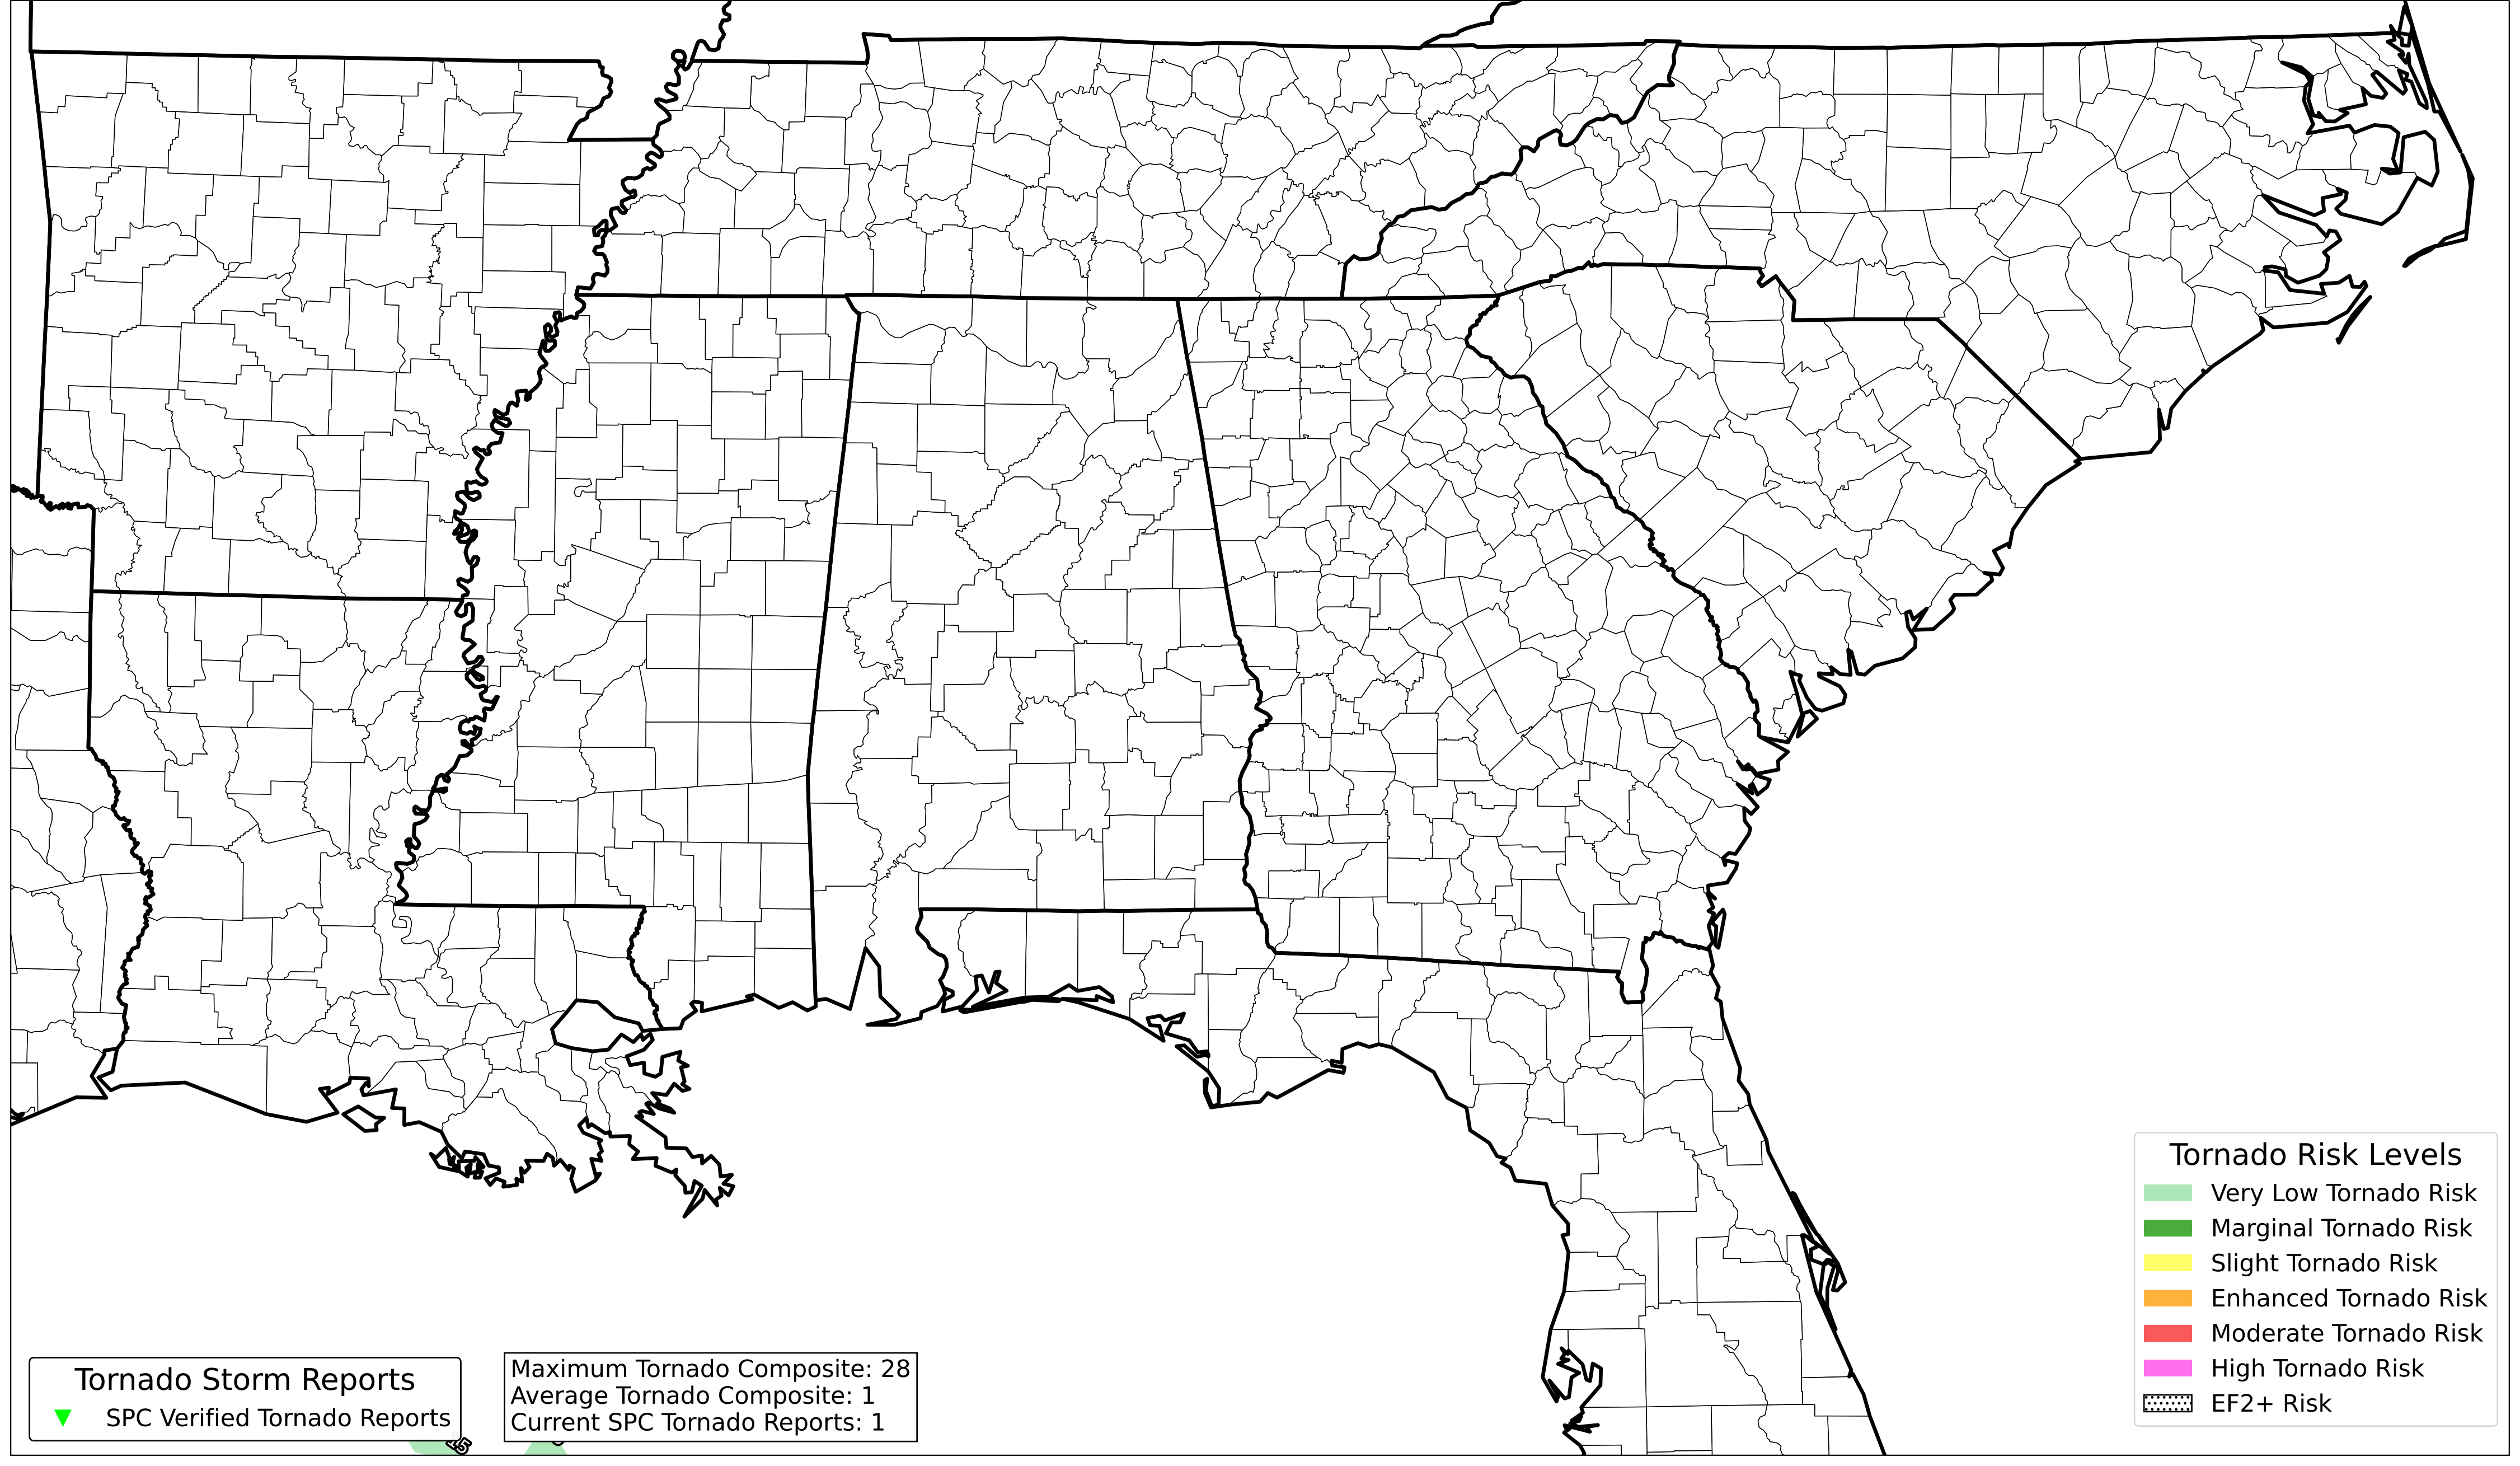 Tornado Risk Levels
Very Low Tornado Risk
Marginal Tornado Risk
Slight Tornado Risk
Enhanced Tornado Risk
Moderate Tornado Risk
High Tornado Risk
EF2+ Risk
Tornado Storm Reports
SPC Verified Tornado Reports
Maximum Tornado Composite: 28
Average Tornado Composite: 1
Current SPC Tornado Reports: 1
15